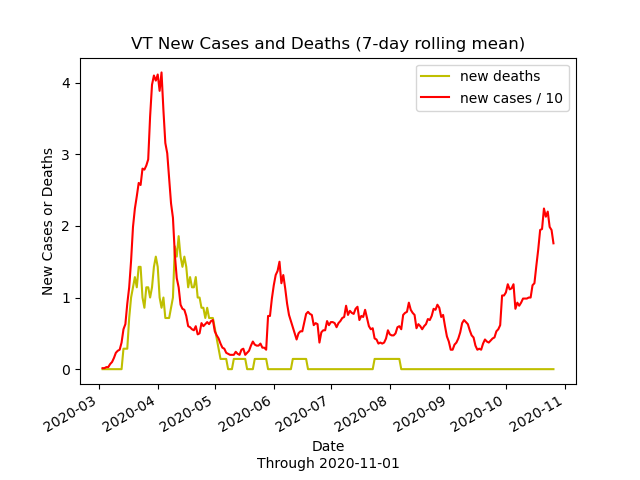 VT New Cases and Deaths (7-day rolling mean)
new deaths
new cases / 10
New Cases or Deaths
4
3
2
1
0
2020-03
2020-04
2020-05
2020-06
2020-07
2020-08
2020-09
2020-10
2020-11
Date
Through 2020-11-01